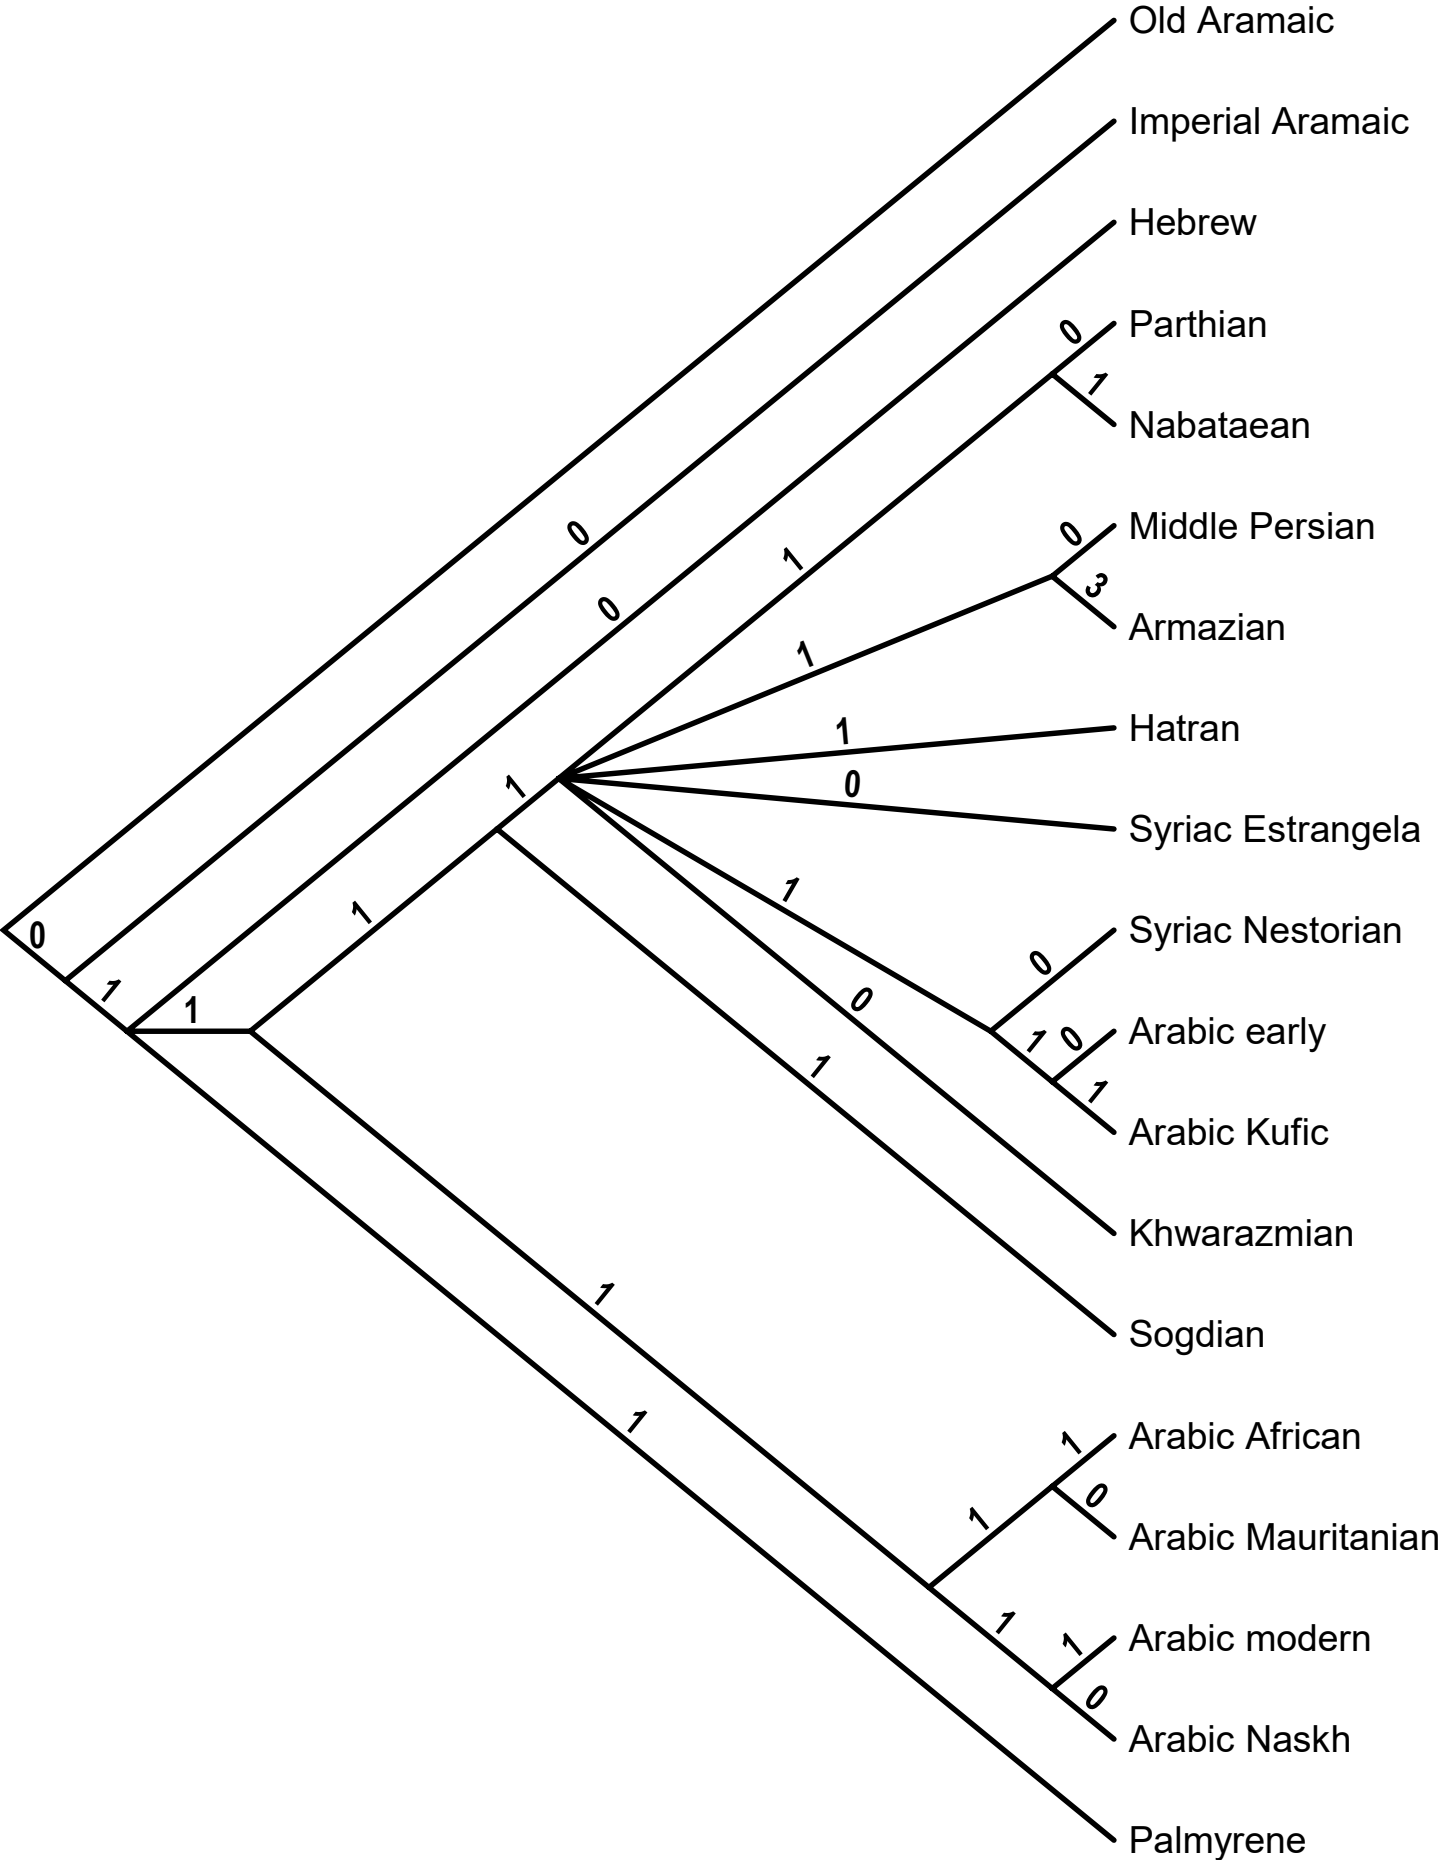 Old Aramaic
Imperial Aramaic
Hebrew
0
Parthian
1
Nabataean
0
0
1
Middle Persian
3
0
Armazian
1
1
Hatran
0
1
Syriac Estrangela
1
1
0
Syriac Nestorian
0
1
0
1
1
0
Arabic early
1
1
Arabic Kufic
Khwarazmian
1
Sogdian
1
1
Arabic African
0
1
Arabic Mauritanian
1
1
Arabic modern
0
Arabic Naskh
Palmyrene